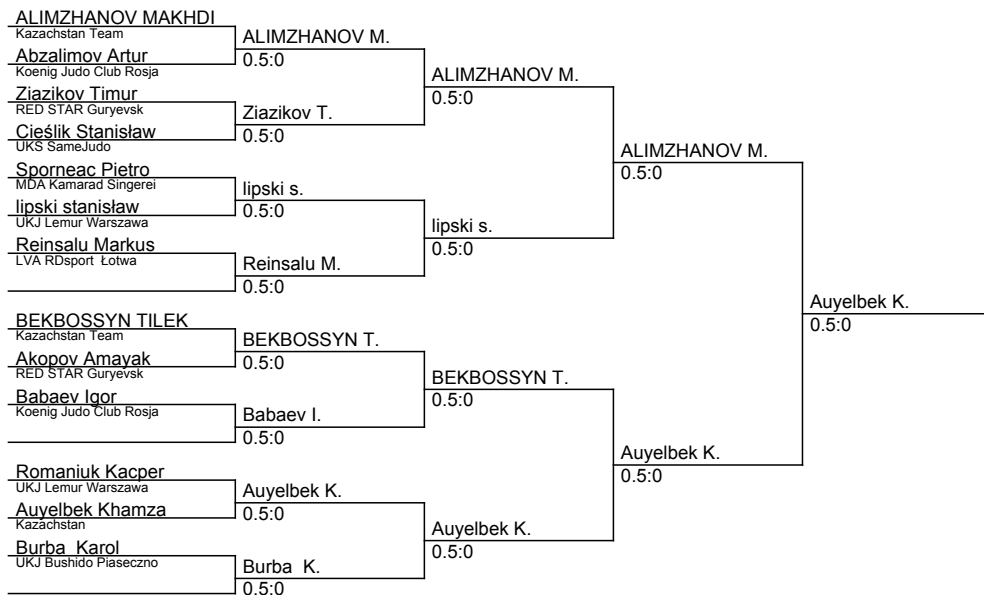 ALIMZHANOV MAKHDI
Kazachstan Team
Abzalimov Artur
Koenig Judo Club Rosja
Ziazikov Timur
RED STAR Guryevsk
Cieślik Stanisław
UKS SameJudo
Sporneac Pietro
MDA Kamarad Singerei
lipski stanisław
UKJ Lemur Warszawa
Reinsalu Markus
LVA RDsport Łotwa
BEKBOSSYN TILEK
Kazachstan Team
Akopov Amayak
RED STAR Guryevsk
Babaev Igor
Koenig Judo Club Rosja
Romaniuk Kacper
UKJ Lemur Warszawa
Auyelbek Khamza
Kazachstan
Burba Karol
UKJ Bushido Piaseczno
ALIMZHANOV M.
0.5:0
Ziazikov T.
0.5:0
lipski s.
0.5:0
Reinsalu M.
0.5:0
BEKBOSSYN T.
0.5:0
Babaev I.
0.5:0
Auyelbek K.
0.5:0
Burba K.
0.5:0
ALIMZHANOV M.
0.5:0
lipski s.
0.5:0
BEKBOSSYN T.
0.5:0
Auyelbek K.
0.5:0
ALIMZHANOV M.
0.5:0
Auyelbek K.
0.5:0
Auyelbek K.
0.5:0